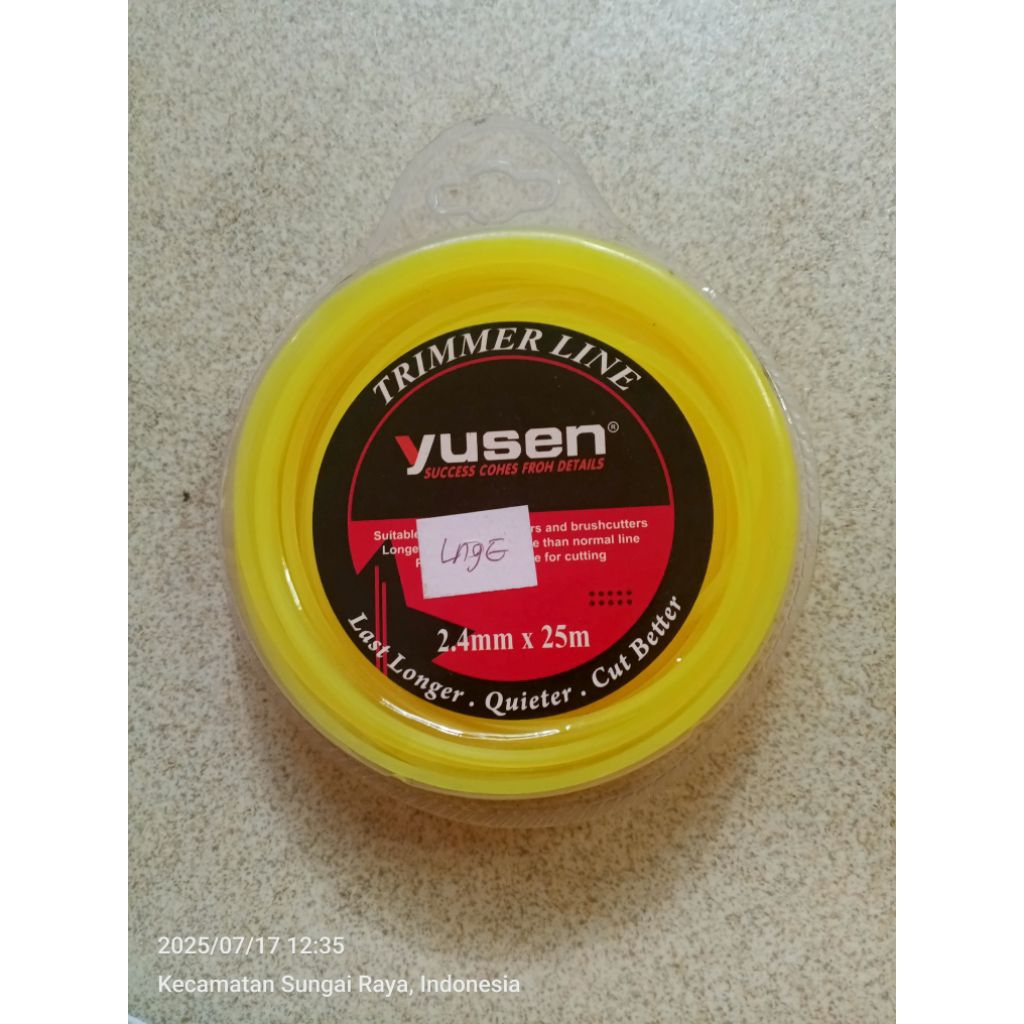 TRIMMER LINE
yusen®
SUCCESS COHES FROH DETAILS
Suitable rs and brushcutters
Longe e than normal line
e for cutting
LngE
2.4mm x 25m
Last Longer . Quieter . Cut Better
2025/07/17 12:35
Kecamatan Sungai Raya, Indonesia